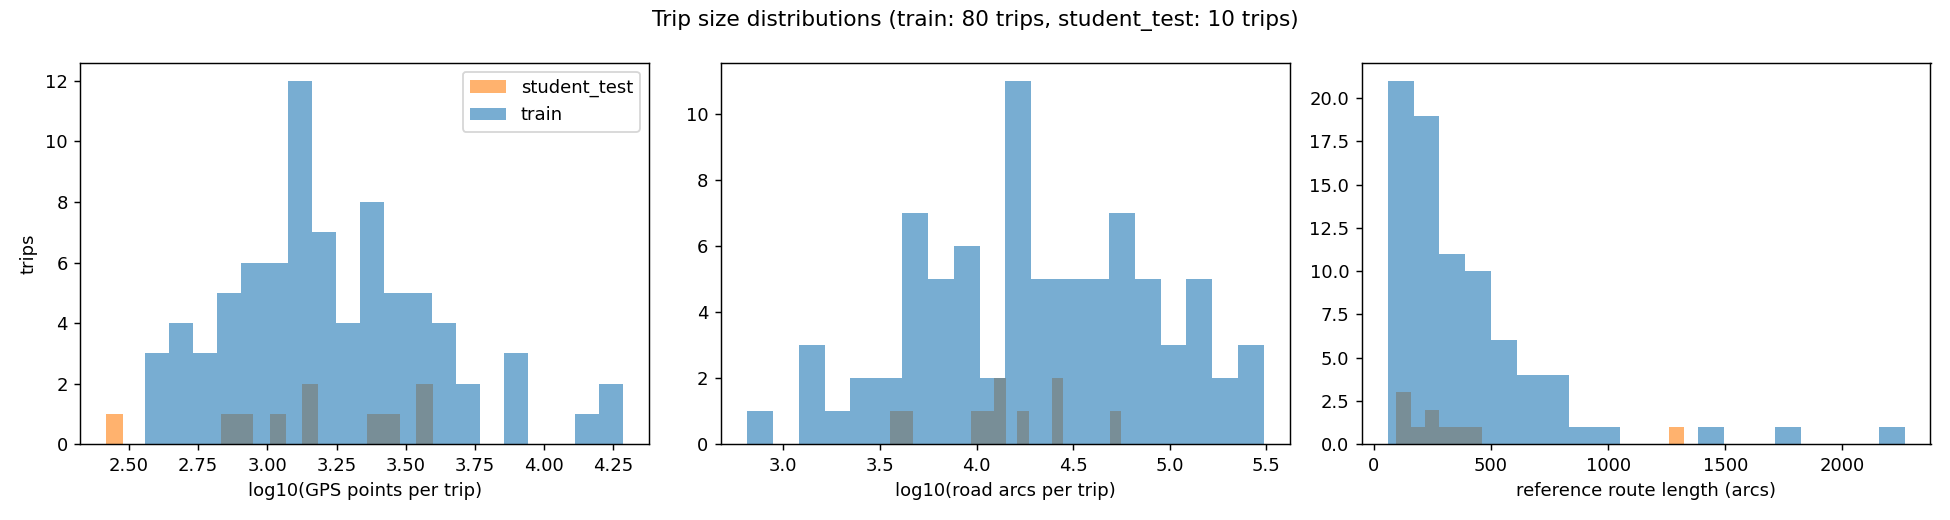 Trip size distributions (train: 80 trips, student_test: 10 trips)
student_test
train
12
10
8
6
4
2
0
trips
2.50 2.75 3.00 3.25 3.50 3.75 4.00 4.25
log10(GPS points per trip)
10
8
6
4
2
0
3.0 3.5 4.0 4.5 5.0 5.5
log10(road arcs per trip)
20.0
17.5
15.0
12.5
10.0
7.5
5.0
2.5
0.0
0 500 1000 1500 2000
reference route length (arcs)